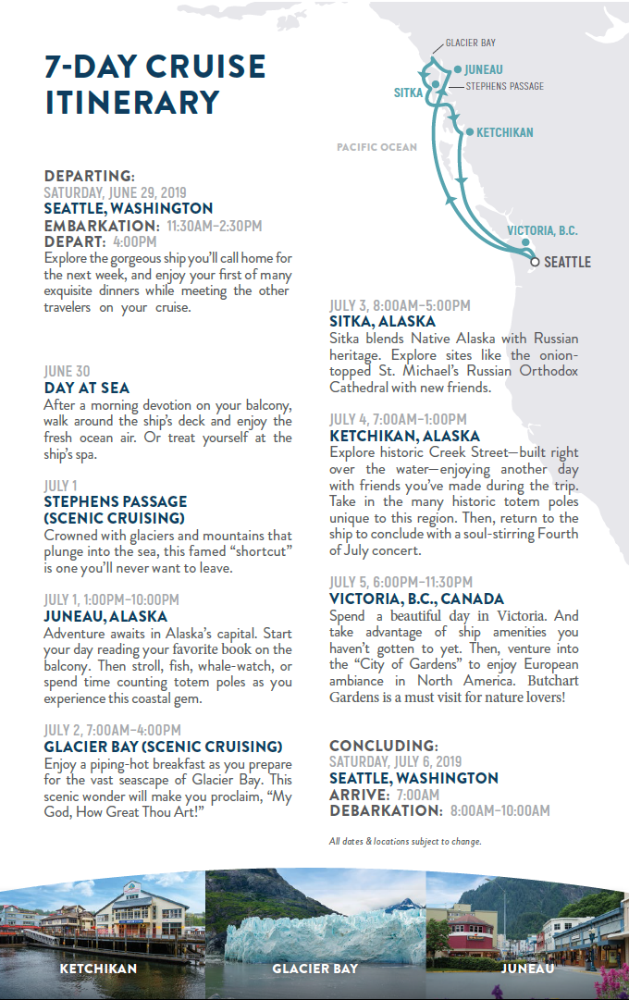 7-DAY CRUISE
ITINERARY
GLACIER BAY
JUNEAU
STEPHENS PASSAGE
SITKA
KETCHIKAN
PACIFIC OCEAN
VICTORIA, B.C.
SEATTLE
DEPARTING:
SATURDAY, JUNE 29, 2019
SEATTLE, WASHINGTON
EMBARKATION: 11:30AM–2:30PM
DEPART: 4:00PM
Explore the gorgeous ship you'll call home for
the next week, and enjoy your first of many
exquisite dinners while meeting the other
travelers on your cruise.
JUNE 30
DAY AT SEA
After a morning devotion on your balcony,
walk around the ship's deck and enjoy the
fresh ocean air. Or treat yourself at the
ship's spa.
JULY 1
STEPHENS PASSAGE
(SCENIC CRUISING)
Crowned with glaciers and mountains that
plunge into the sea, this famed “shortcut”
is one you'll never want to leave.
JULY 1, 1:00PM–10:00PM
JUNEAU, ALASKA
Adventure awaits in Alaska's capital. Start
your day reading your favorite book on the
balcony. Then stroll, fish, whale-watch, or
spend time counting totem poles as you
experience this coastal gem.
JULY 2, 7:00AM–4:00PM
GLACIER BAY (SCENIC CRUISING)
Enjoy a piping-hot breakfast as you prepare
for the vast seascape of Glacier Bay. This
scenic wonder will make you proclaim, “My
God, How Great Thou Art!”
JULY 3, 8:00AM–5:00PM
SITKA, ALASKA
Sitka blends Native Alaska with Russian
heritage. Explore sites like the onion-
topped St. Michael's Russian Orthodox
Cathedral with new friends.
JULY 4, 7:00AM–1:00PM
KETCHIKAN, ALASKA
Explore historic Creek Street—built right
over the water—enjoying another day
with friends you've made during the trip.
Take in the many historic totem poles
unique to this region. Then, return to the
ship to conclude with a soul-stirring Fourth
of July concert.
JULY 5, 6:00PM–11:30PM
VICTORIA, B.C., CANADA
Spend a beautiful day in Victoria. And
take advantage of ship amenities you
haven't gotten to yet. Then, venture into
the “City of Gardens” to enjoy European
ambiance in North America. Butchart
Gardens is a must visit for nature lovers!
CONCLUDING:
SATURDAY, JULY 6, 2019
SEATTLE, WASHINGTON
ARRIVE: 7:00AM
DEBARKATION: 8:00AM–10:00AM
All dates & locations subject to change.
KETCHIKAN
GLACIER BAY
JUNEAU